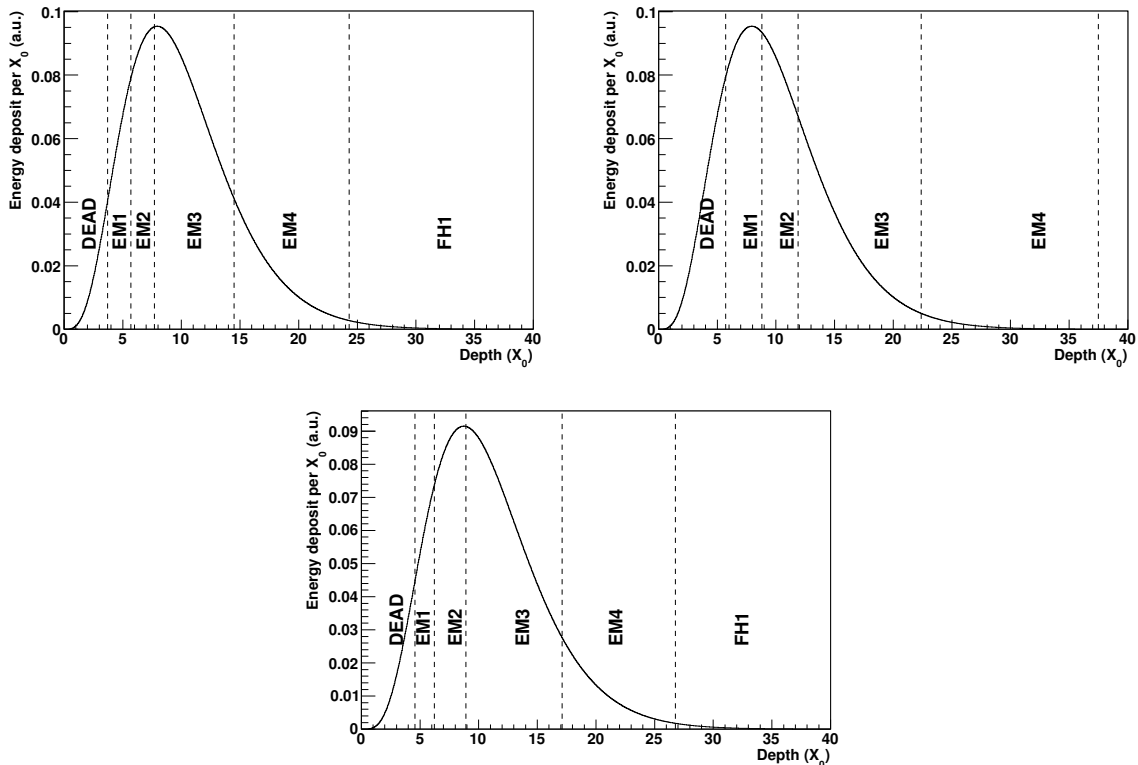 Energy deposit per X0 (a.u.)
0.1
0.08
0.06
0.04
0.02
0
DEAD
EM1
EM2
EM3
EM4
FH1
0 5 10 15 20 25 30 35 40
Depth (X0)
Energy deposit per X0 (a.u.)
0.1
0.08
0.06
0.04
0.02
0
DEAD
EM1
EM2
EM3
EM4
0 5 10 15 20 25 30 35 40
Depth (X0)
Energy deposit per X0 (a.u.)
0.09
0.08
0.07
0.06
0.05
0.04
0.03
0.02
0.01
0
DEAD
EM1
EM2
EM3
EM4
FH1
0 5 10 15 20 25 30 35 40
Depth (X0)